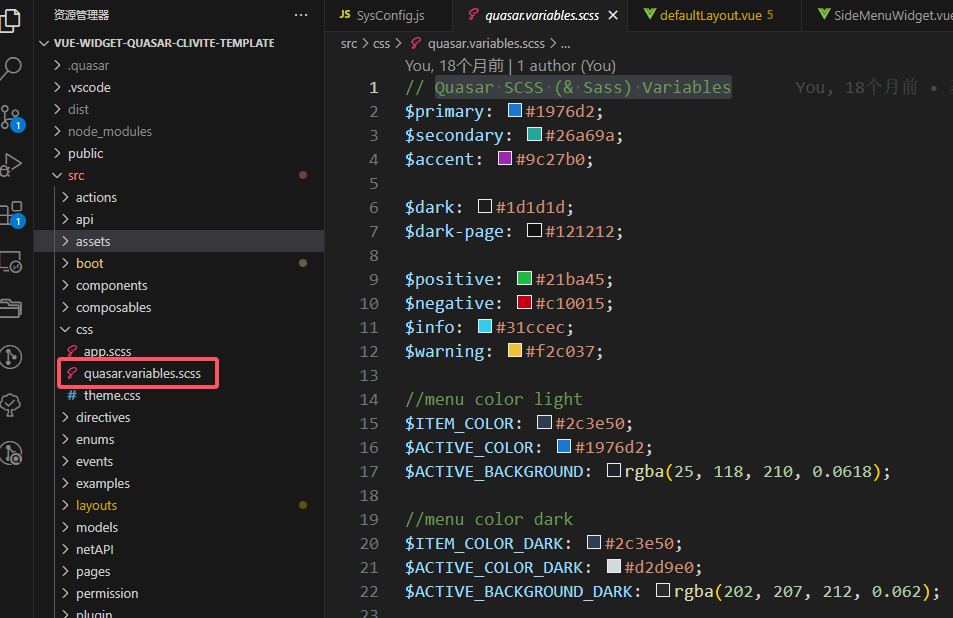 资源管理器
···
VUE-WIDGET-QUASAR-CLIVITE-TEMPLATE
.quasar
.vscode
dist
node_modules
public
src
actions
api
assets
boot
components
composables
css
app.scss
quasar.variables.scss
# theme.css
directives
enums
events
examples
layouts
models
netAPI
pages
permission
plugin
1
1
JS SysConfig.js
quasar.variables.scss
defaultLayout.vue 5
SideMenuWidget.vue
src > css > quasar.variables.scss > ...
You, 18个月前 | 1 author (You)
1 // Quasar SCSS (& Sass) Variables You, 18个月前 •
2 $primary: #1976d2;
3 $secondary: #26a69a;
4 $accent: #9c27b0;
5
6 $dark: #1d1d1d;
7 $dark-page: #121212;
8
9 $positive: #21ba45;
10 $negative: #c10015;
11 $info: #31ccec;
12 $warning: #f2c037;
13
14 //menu color light
15 $ITEM_COLOR: #2c3e50;
16 $ACTIVE_COLOR: #1976d2;
17 $ACTIVE_BACKGROUND: rgba(25, 118, 210, 0.0618);
18
19 //menu color dark
20 $ITEM_COLOR_DARK: #2c3e50;
21 $ACTIVE_COLOR_DARK: #d2d9e0;
22 $ACTIVE_BACKGROUND_DARK: rgba(202, 207, 212, 0.062);
23